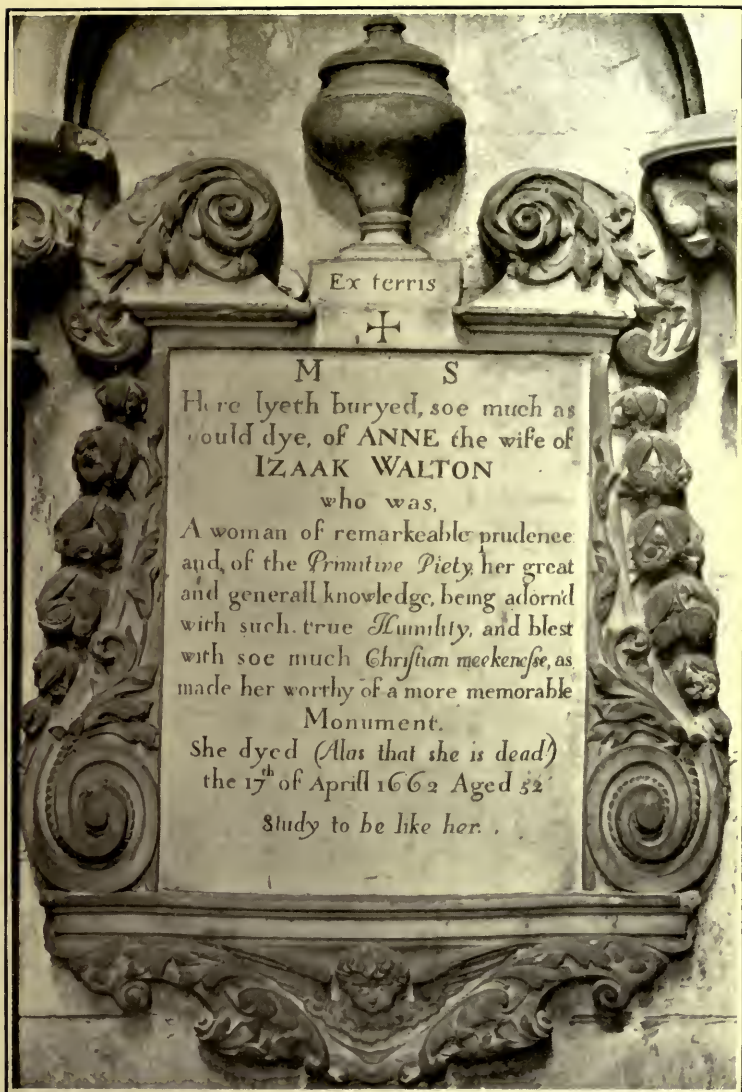 Ex terris
M S
Here lyeth buryed, soe much as
could dye, of ANNE the wife of
IZAAK WALTON
who was,
A woman of remarkeable prudence
and, of the Primitive Piety, her great
and generall knowledge, being adorn'd
with such true Humility, and blest
with soe much Christian meekenesse, as
made her worthy of a more memorable
Monument.
She dyed (Alas that she is dead!)
the 17th of Aprill 1662 Aged 52
Study to be like her.